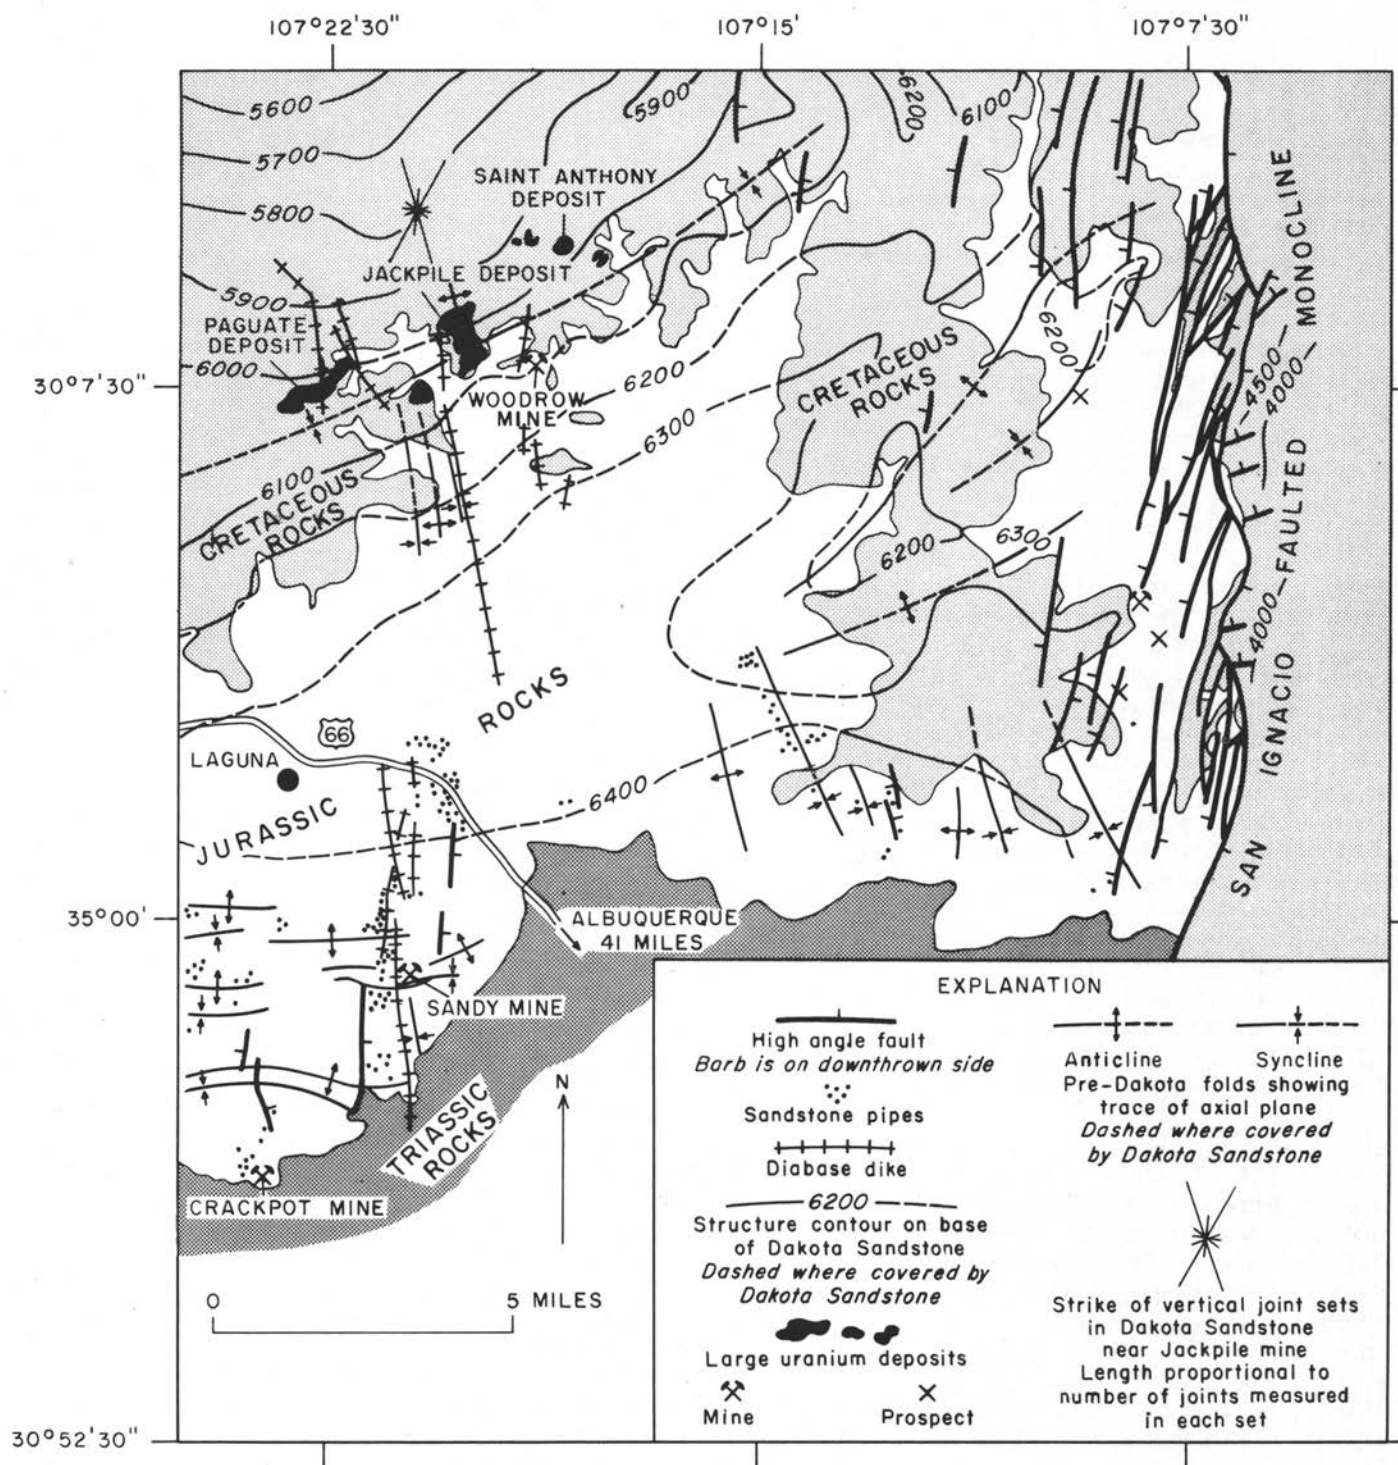 107°22'30"
107°15'
107°7'30"
5600
5700
5800
5900
6000
6100
5900
6200
6100
SAINT ANTHONY
DEPOSIT
JACKPILE DEPOSIT
PAGUATE
DEPOSIT
30°7'30"
WOODROW
MINE
6200
6300
CRETACEOUS
ROCKS
6200
4500
4000
SAN IGNACIO FAULTED MONOCLINE
CRETACEOUS
ROCKS
6200
6300
4000
JURASSIC ROCKS
66
LAGUNA
6400
35°00'
ALBUQUERQUE
41 MILES
SANDY MINE
TRIASSIC
ROCKS
N
CRACKPOT MINE
0 5 MILES
30°52'30"
EXPLANATION
High angle fault
Barb is on downthrown side
Sandstone pipes
Diabase dike
6200
Structure contour on base
of Dakota Sandstone
Dashed where covered by
Dakota Sandstone
Large uranium deposits
Mine
Prospect
Anticline
Syncline
Pre-Dakota folds showing
trace of axial plane
Dashed where covered
by Dakota Sandstone
Strike of vertical joint sets
in Dakota Sandstone
near Jackpile mine
Length proportional to
number of joints measured
in each set